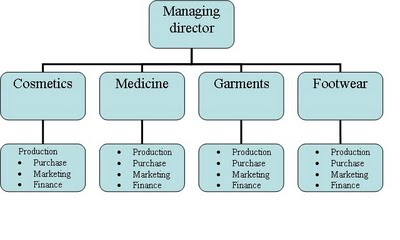 Managing
director
Cosmetics
Medicine
Garments
Footwear
Production
• Purchase
• Marketing
• Finance
• Production
• Purchase
• Marketing
• Finance
• Production
• Purchase
• Marketing
• Finance
• Production
• Purchase
• Marketing
• Finance